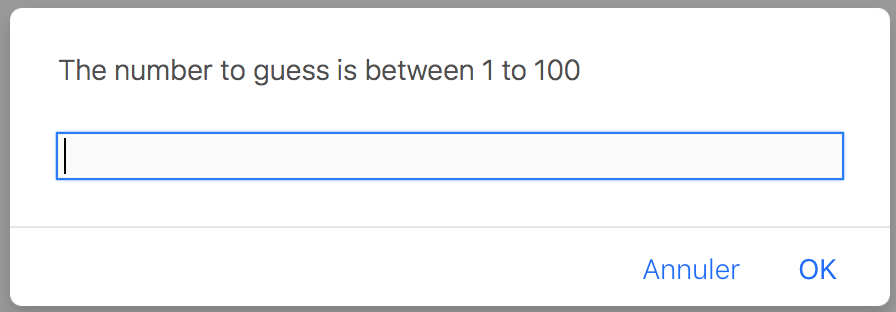 The number to guess is between 1 to 100
Annuler OK